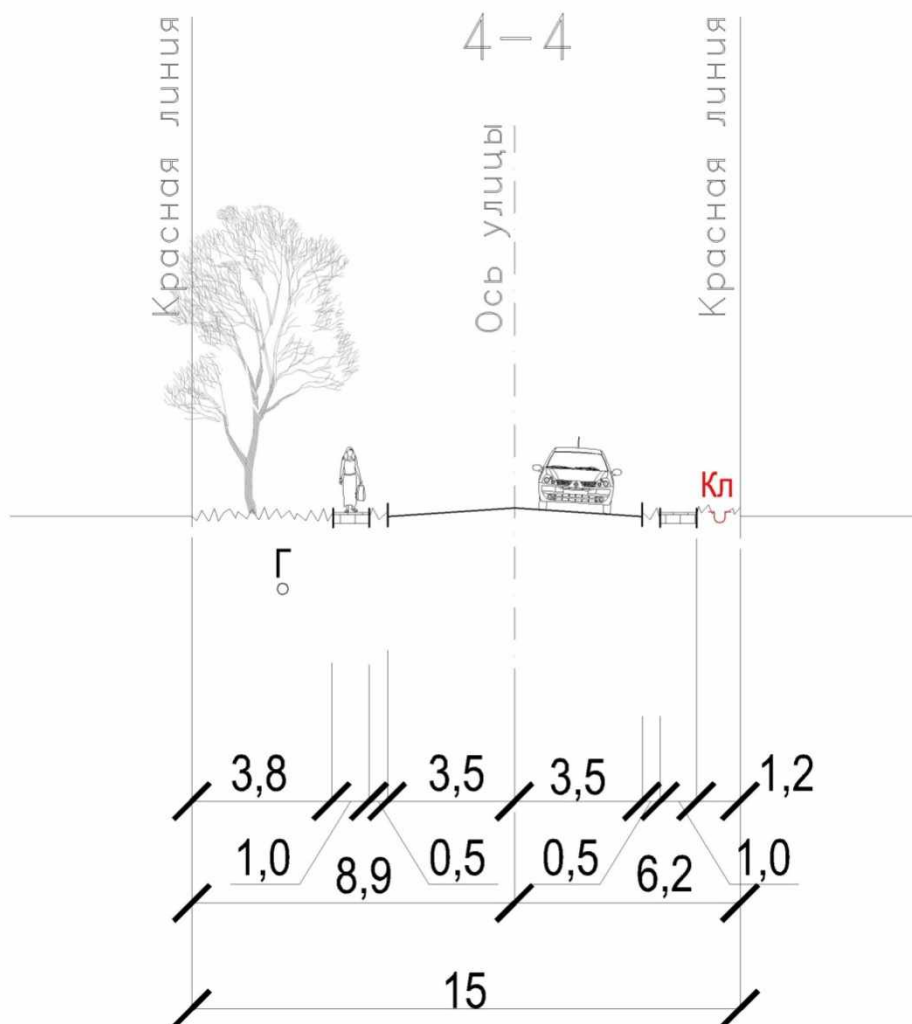 4-4
Красная линия
Ось улицы
Красная линия
Кл
Г
3,8
3,5
3,5
1,2
1,0
8,9
0,5
0,5
6,2
1,0
15